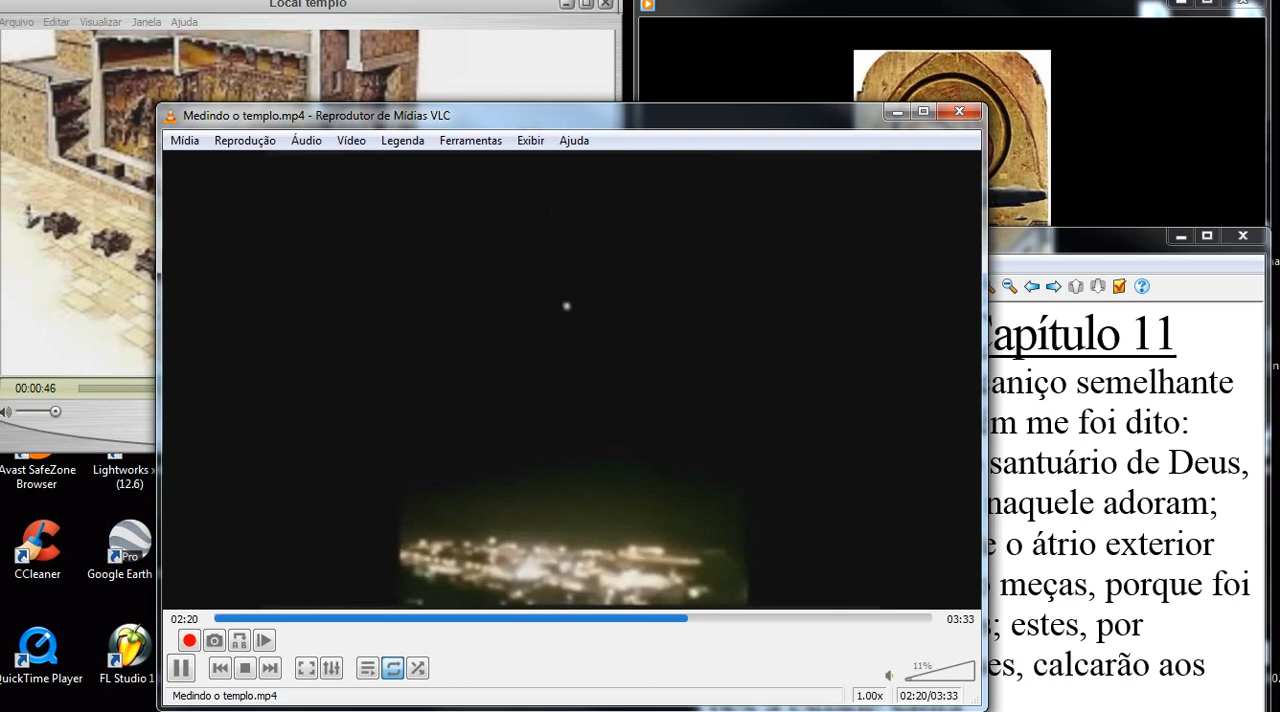 Local templo
Arquivo Editar Visualizar Janela Ajuda
Medindo o templo.mp4 - Reprodutor de Mídias VLC
Mídia Reprodução Áudio Vídeo Legenda Ferramentas Exibir Ajuda
00:00:46
Avast SafeZone
Browser
Lightworks
(12.6)
CCleaner
Pro
Google Earth
QuickTime Player
FL Studio 1
02:20
03:33
A B
11%
Medindo o templo.mp4
1.00x
02:20/03:33
Capítulo 11
aniço semelhante
m me foi dito:
santuário de Deus,
naquele adoram;
e o átrio exterior
meças, porque foi
s; estes, por
es, calcarão aos